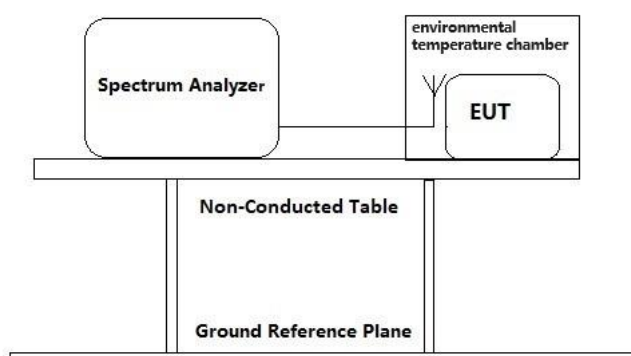 environmental
temperature chamber
Spectrum Analyzer
EUT
Non-Conducted Table
Ground Reference Plane